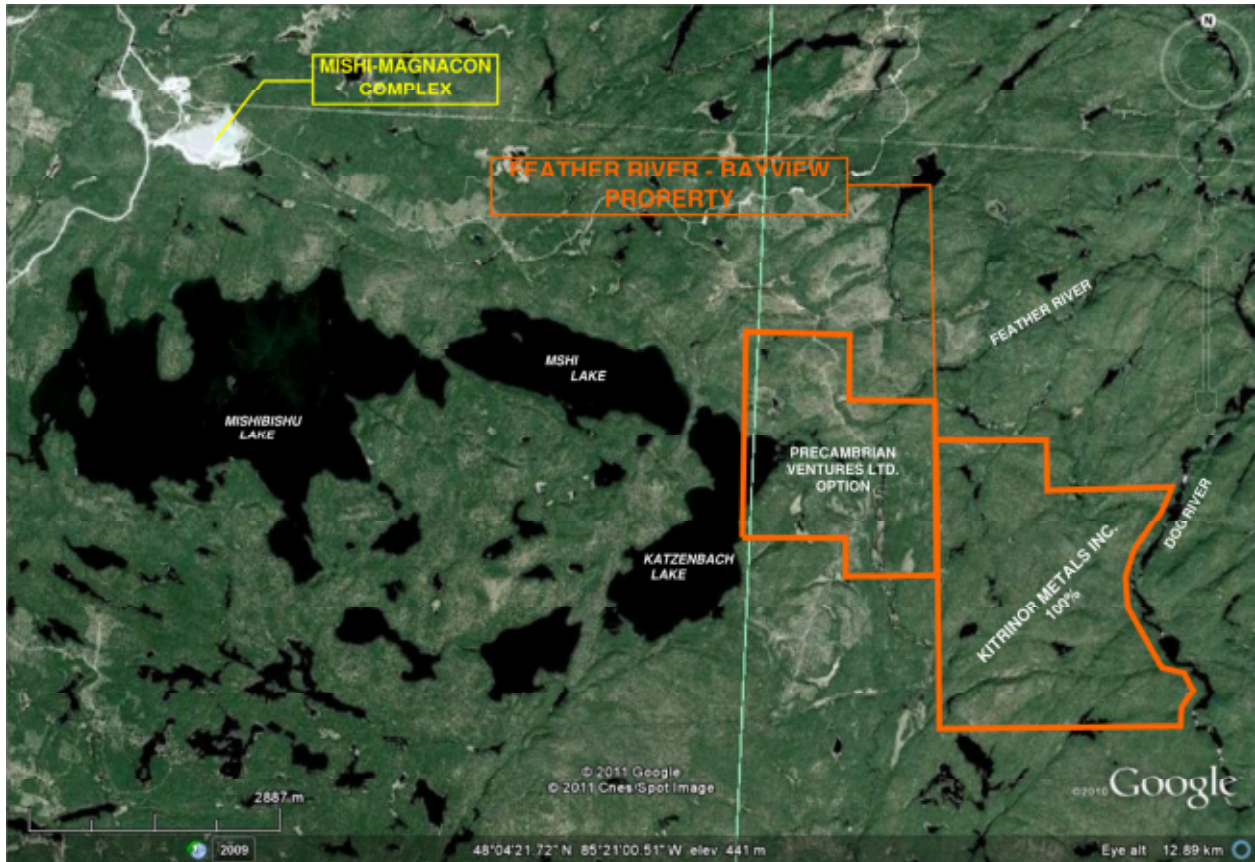 N
MISHI-MAGNACON
COMPLEX
FEATHER RIVER - BAYVIEW
PROPERTY
FEATHER RIVER
MSHI
LAKE
MISHIBISHU
LAKE
PRECAMBRIAN
VENTURES LTD.
OPTION
DOG RIVER
KATZENBACH
LAKE
KITRINOR METALS INC.
100%
© 2011 Google
© 2011 Cnes/Spot Image
©2010 Google
2887 m
2009
48°04'21.72" N 85°21'00.51" W elev 441 m
Eye alt 12.89 km